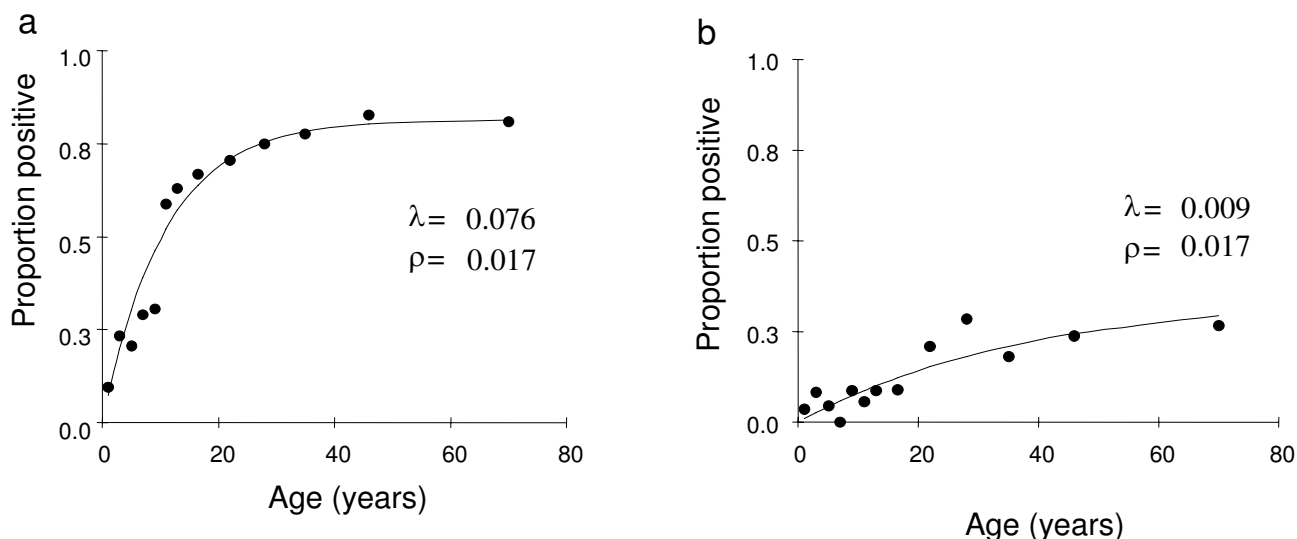 a
Proportion positive
1.0
0.8
0.5
0.3
0.0
λ= 0.076
ρ= 0.017
0 20 40 60 80
Age (years)
b
Proportion positive
1.0
0.8
0.5
0.3
0.0
λ= 0.009
ρ= 0.017
0 20 40 60 80
Age (years)